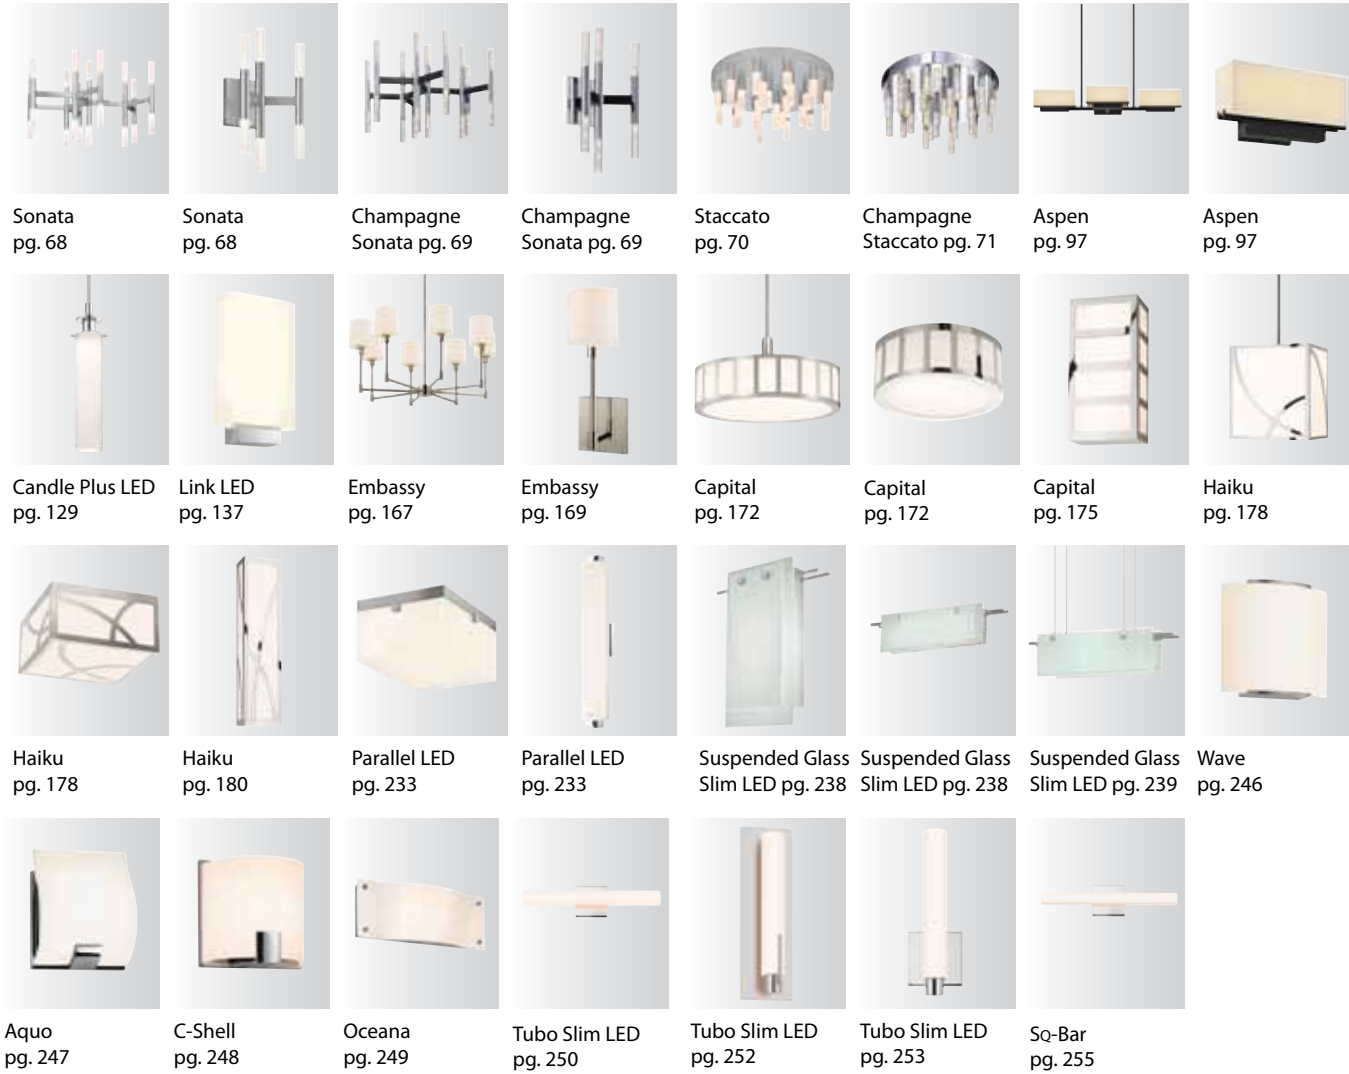 Sonata
pg. 68
Sonata
pg. 68
Champagne
Sonata pg. 69
Champagne
Sonata pg. 69
Staccato
pg. 70
Champagne
Staccato pg. 71
Aspen
pg. 97
Aspen
pg. 97
Candle Plus LED
pg. 129
Link LED
pg. 137
Embassy
pg. 167
Embassy
pg. 169
Capital
pg. 172
Capital
pg. 172
Capital
pg. 175
Haiku
pg. 178
Haiku
pg. 178
Haiku
pg. 180
Parallel LED
pg. 233
Parallel LED
pg. 233
Suspended Glass
Slim LED pg. 238
Suspended Glass
Slim LED pg. 238
Suspended Glass
Slim LED pg. 239
Wave
pg. 246
Aquo
pg. 247
C-Shell
pg. 248
Oceana
pg. 249
Tubo Slim LED
pg. 250
Tubo Slim LED
pg. 252
Tubo Slim LED
pg. 253
SQ-Bar
pg. 255